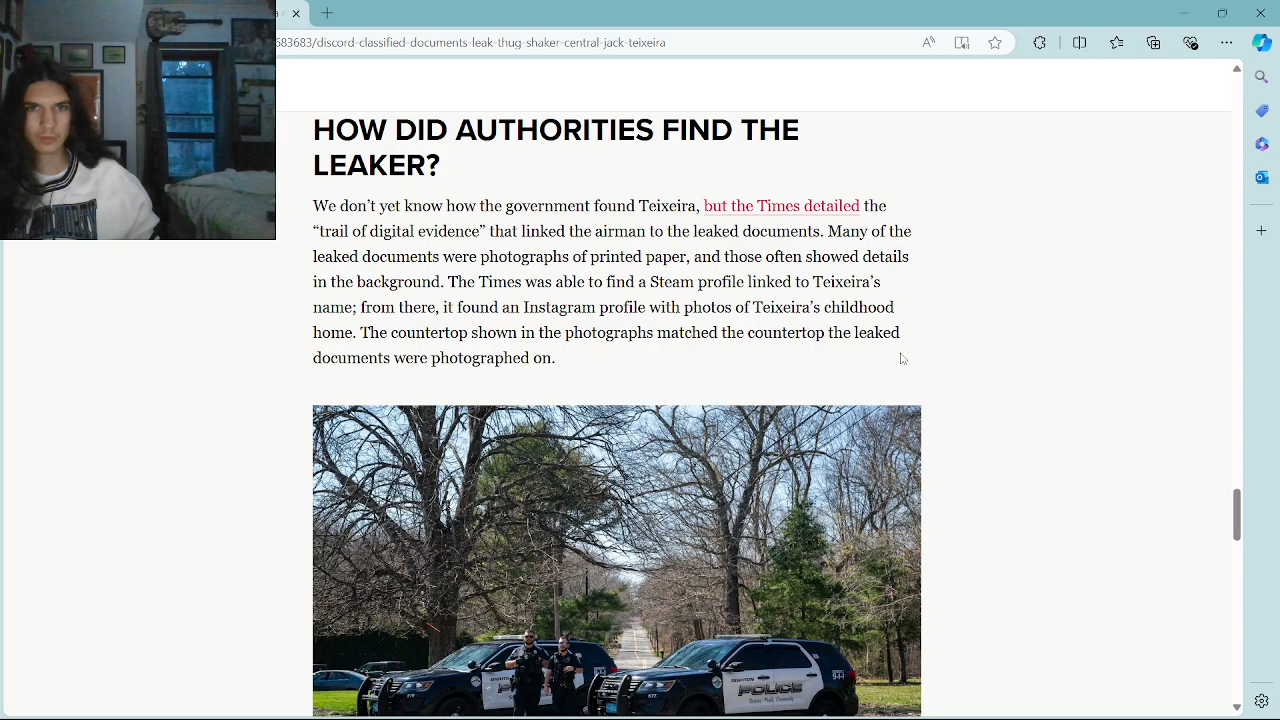 683683/discord-classified-documents-leak-thug-shaker-central-jack-teixeira
HOW DID AUTHORITIES FIND THE
LEAKER?
We don’t yet know how the government found Teixeira, but the Times detailed the
“trail of digital evidence” that linked the airman to the leaked documents. Many of the
leaked documents were photographs of printed paper, and those often showed details
in the background. The Times was able to find a Steam profile linked to Teixeira’s
name; from there, it found an Instagram profile with photos of Teixeira’s childhood
home. The countertop shown in the photographs matched the countertop the leaked
documents were photographed on.
DIGHTON
POLICE